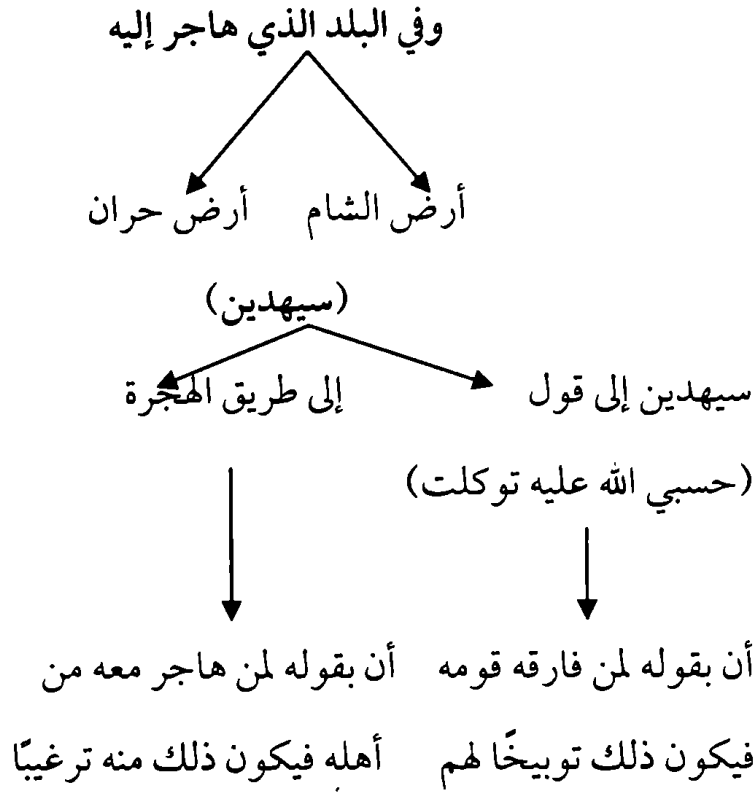 وفي البلد الذي هاجر إليه
أرض الشام أرض حران
(سيهدين)
سيهدين إلى قول إلى طريق الهجرة
(حسبي الله عليه توكلت)
أن بقوله لمن فارقه قومه أن بقوله لمن هاجر معه من
فيكون ذلك توبيخًا لهم أهله فيكون ذلك منه ترغيبًا